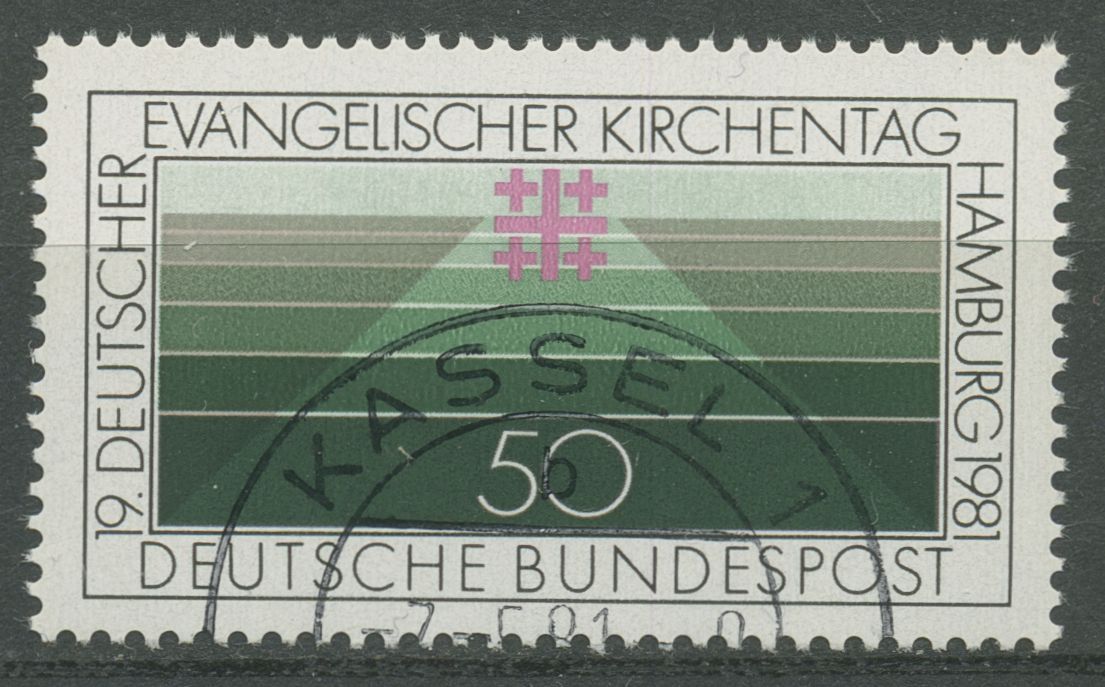 19. DEUTSCHER
EVANGELISCHER KIRCHENTAG
HAMBURG 1981
50
DEUTSCHE BUNDESPOST
KASSEL 1
b